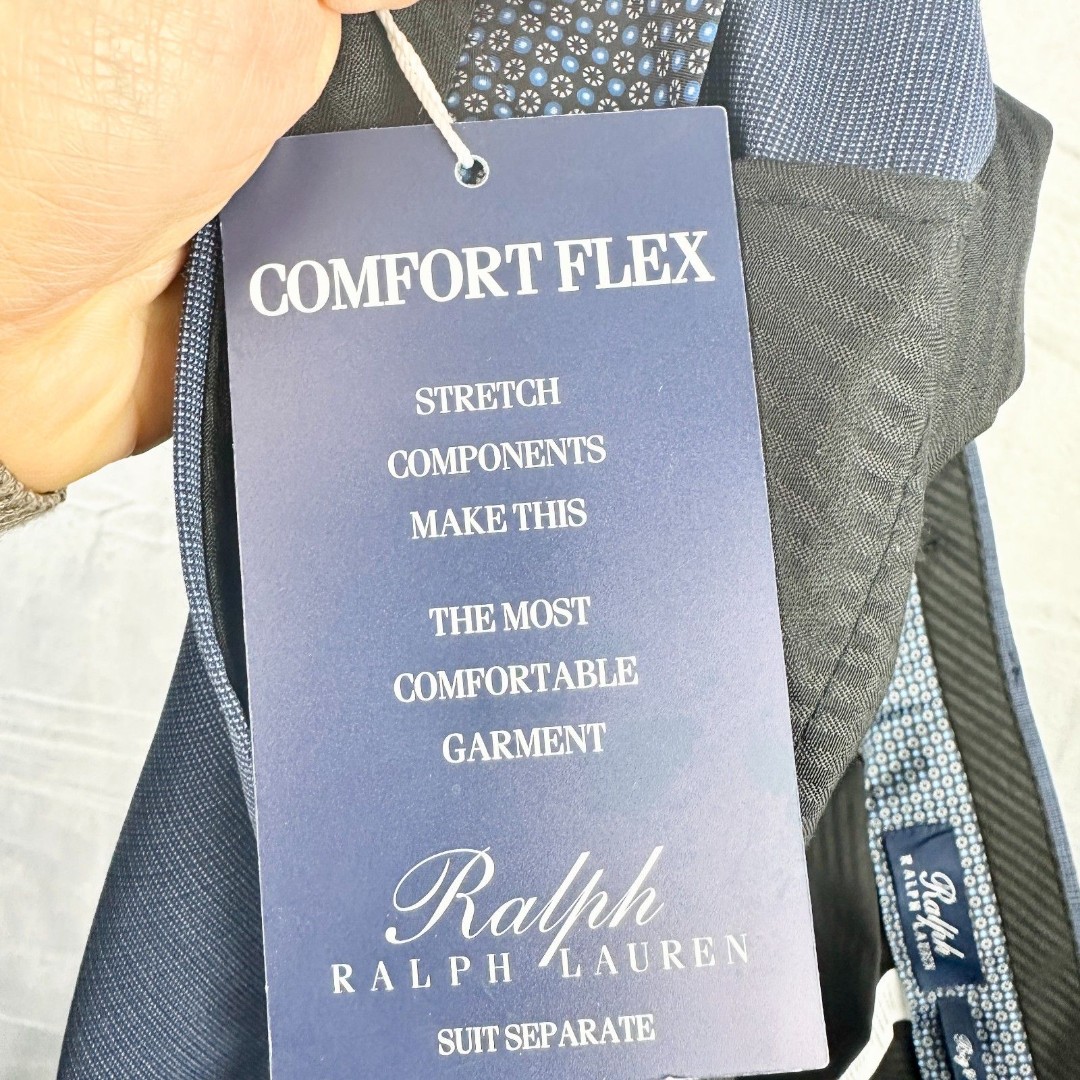 COMFORT FLEX
STRETCH
COMPONENTS
MAKE THIS
THE MOST
COMFORTABLE
GARMENT
Ralph
RALPH LAUREN
SUIT SEPARATE
Ralph
RALPH LAUREN